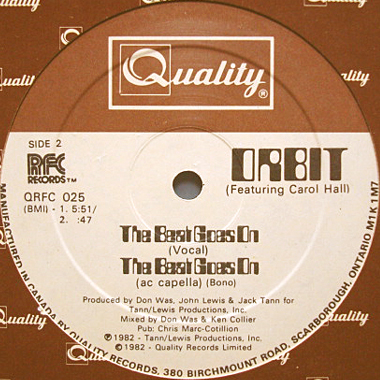 Quality®
SIDE 2
RFC
RECORDS™
QRFC 025
(BMI) - 1. 5:51/
2. :47
ORBIT
(Featuring Carol Hall)
The Beat Goes On
(Vocal)
The Beat Goes On
(ac capella) (Bono)
Produced by Don Was, John Lewis & Jack Tann for
Tann/Lewis Productions, Inc.
Mixed by Don Was & Ken Collier
Pub: Chris Marc-Cotillion
℗1982 - Tann/Lewis Productions, Inc.
©1982 - Quality Records Limited
MANUFACTURED IN CANADA BY QUALITY RECORDS, 380 BIRCHMOUNT ROAD, SCARBOROUGH, ONTARIO M1K 1M7